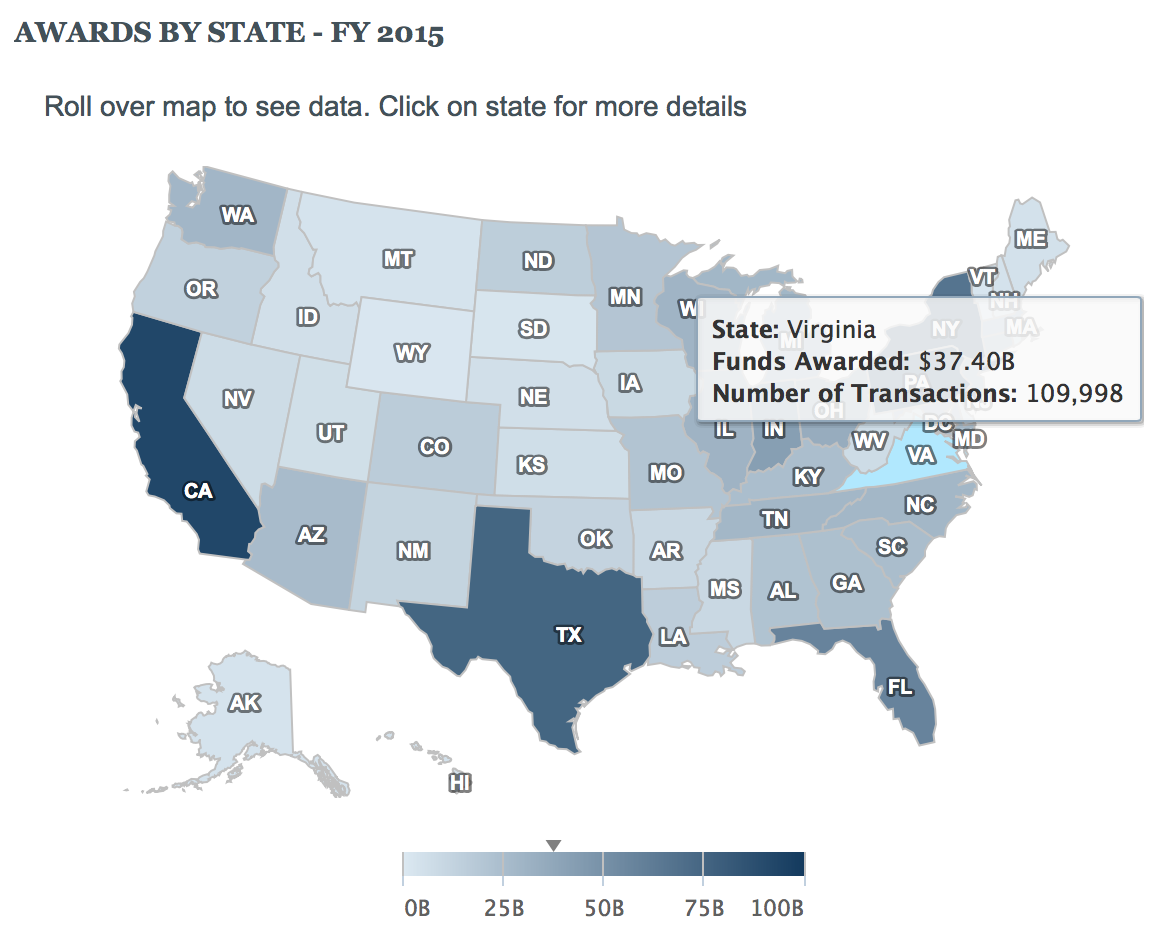 AWARDS BY STATE - FY 2015
Roll over map to see data. Click on state for more details
WA
MT
ND
MN
ME
VT
NH
OR
ID
SD
WI
NY
MA
State: Virginia
Funds Awarded: $37.40B
Number of Transactions: 109,998
MI
WY
IA
PA
NV
NE
OH
UT
CO
IL
IN
DC
MD
KS
MO
WV
VA
CA
KY
AZ
NM
OK
AR
TN
NC
SC
MS
AL
GA
TX
LA
FL
AK
HI
0B 25B 50B 75B 100B